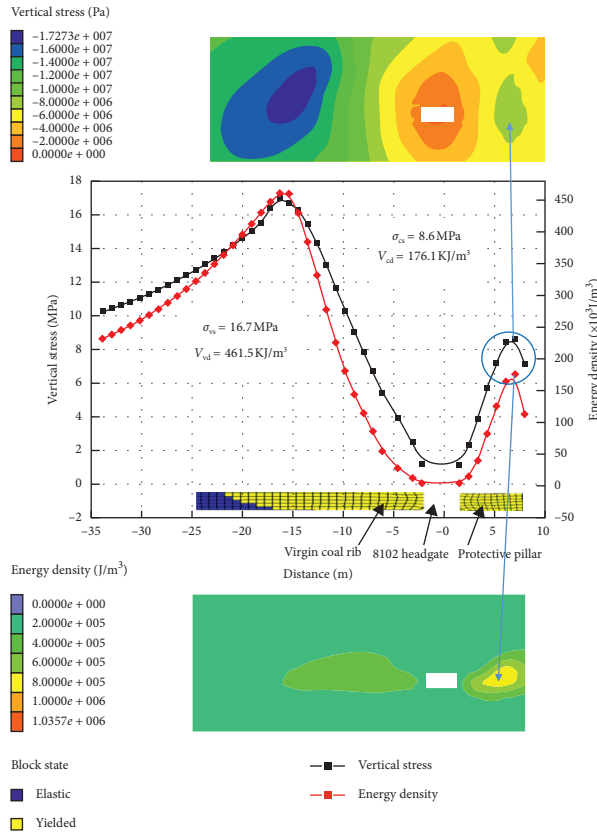 Vertical stress (Pa)
−1.7273e + 007
−1.6000e + 007
−1.4000e + 007
−1.2000e + 007
−1.0000e + 007
−8.0000e + 006
−6.0000e + 006
−4.0000e + 006
−2.0000e + 006
0.0000e + 000
18
16
14
12
10
8
6
4
2
0
−2
Vertical stress (MPa)
σvs = 16.7 MPa
Vvd = 461.5 KJ/m³
σcs = 8.6 MPa
Vcd = 176.1 KJ/m³
450
400
350
300
250
200
150
100
50
0
−50
Energy density (×10³J/m³)
Virgin coal rib
8102 headgate
Protective pillar
−35
−30
−25
−20
−15
−10
−5
0
5
10
Distance (m)
Energy density (J/m³)
0.0000e + 000
2.0000e + 005
4.0000e + 005
6.0000e + 005
8.0000e + 005
1.0000e + 006
1.0357e + 006
Block state
Elastic
Yielded
Vertical stress
Energy density